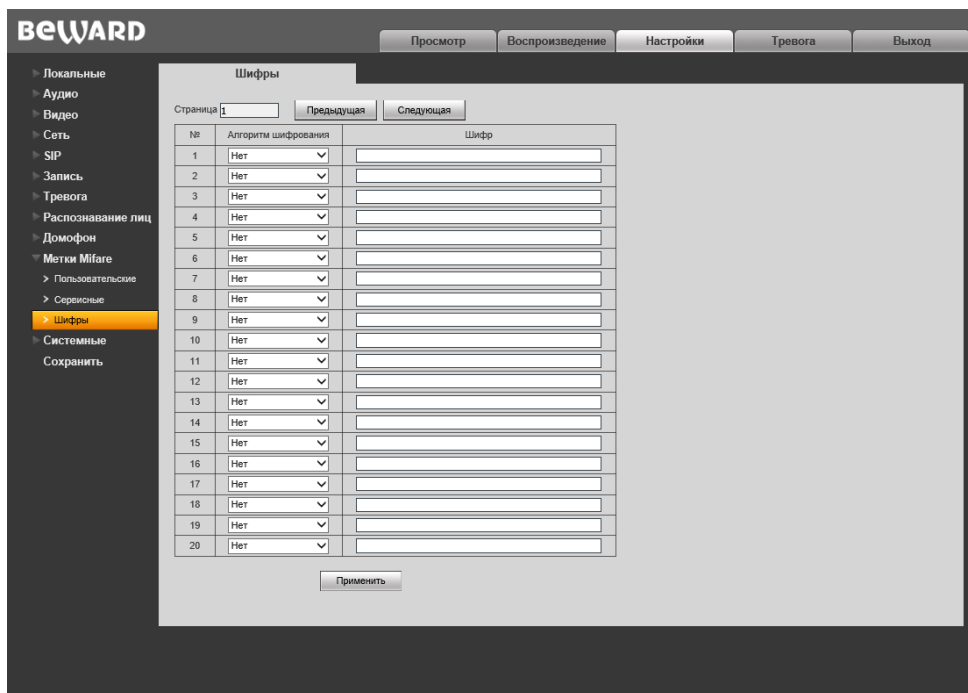 BEWARD
Просмотр Воспроизведение Настройки Тревога Выход
Локальные
Аудио
Видео
Сеть
SIP
Запись
Тревога
Распознавание лиц
Домофон
Метки Mifare
Пользовательские
Сервисные
Шифры
Системные
Сохранить
Шифры
Страница 1 Предыдущая Следующая
№ Алгоритм шифрования Шифр
1 Нет
2 Нет
3 Нет
4 Нет
5 Нет
6 Нет
7 Нет
8 Нет
9 Нет
10 Нет
11 Нет
12 Нет
13 Нет
14 Нет
15 Нет
16 Нет
17 Нет
18 Нет
19 Нет
20 Нет
Применить